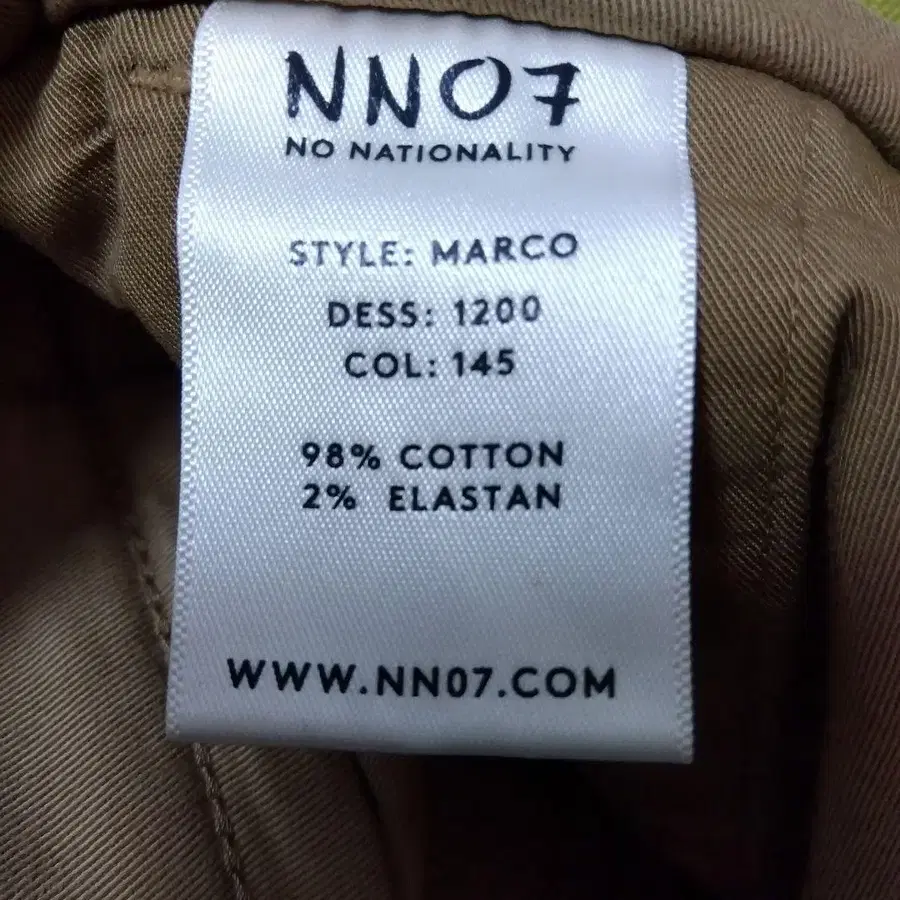 NN07
NO NATIONALITY
STYLE: MARCO
DESS: 1200
COL: 145
98% COTTON
2% ELASTAN
WWW.NN07.COM